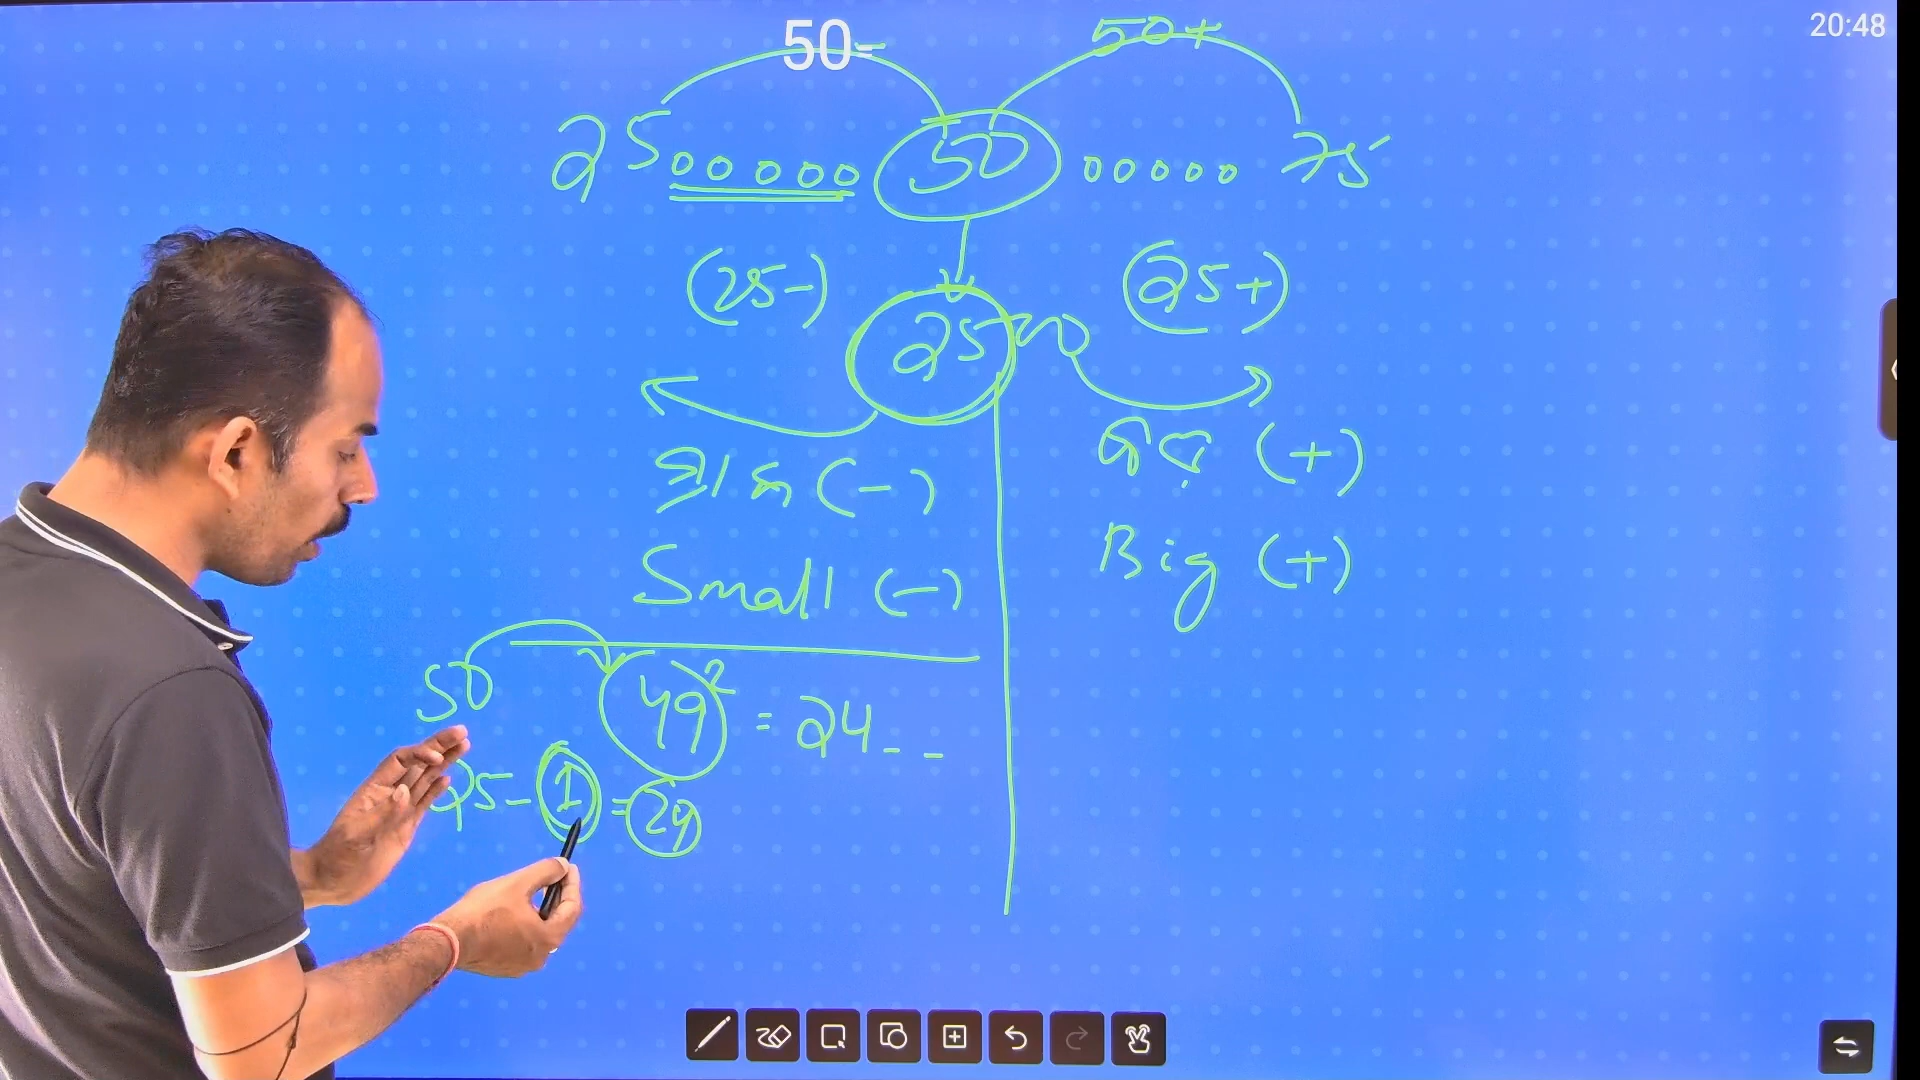 20:48
50-
50+
25 00000 50 00000 75
(25-) (25+)
2500
(-) (+)
Small (-) Big (+)
50 49² = 24 _ _
25 - 1 = 24